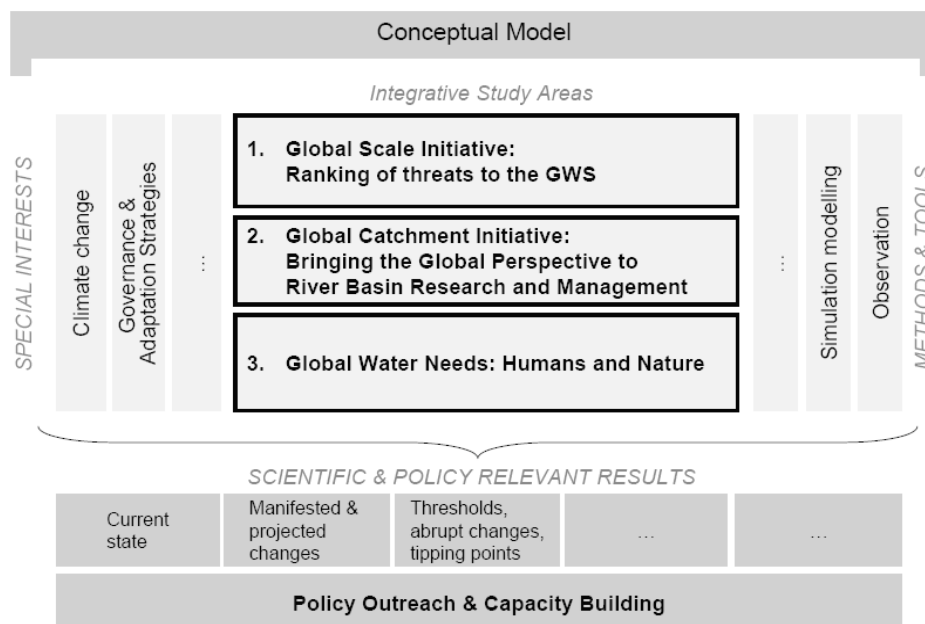 Conceptual Model
Integrative Study Areas
SPECIAL INTERESTS
Climate change
Governance &
Adaptation Strategies
...
1. Global Scale Initiative:
Ranking of threats to the GWS
2. Global Catchment Initiative:
Bringing the Global Perspective to
River Basin Research and Management
3. Global Water Needs: Humans and Nature
...
Simulation modelling
Observation
METHODS & TOOLS
SCIENTIFIC & POLICY RELEVANT RESULTS
Current
state
Manifested &
projected
changes
Thresholds,
abrupt changes,
tipping points
...
...
Policy Outreach & Capacity Building